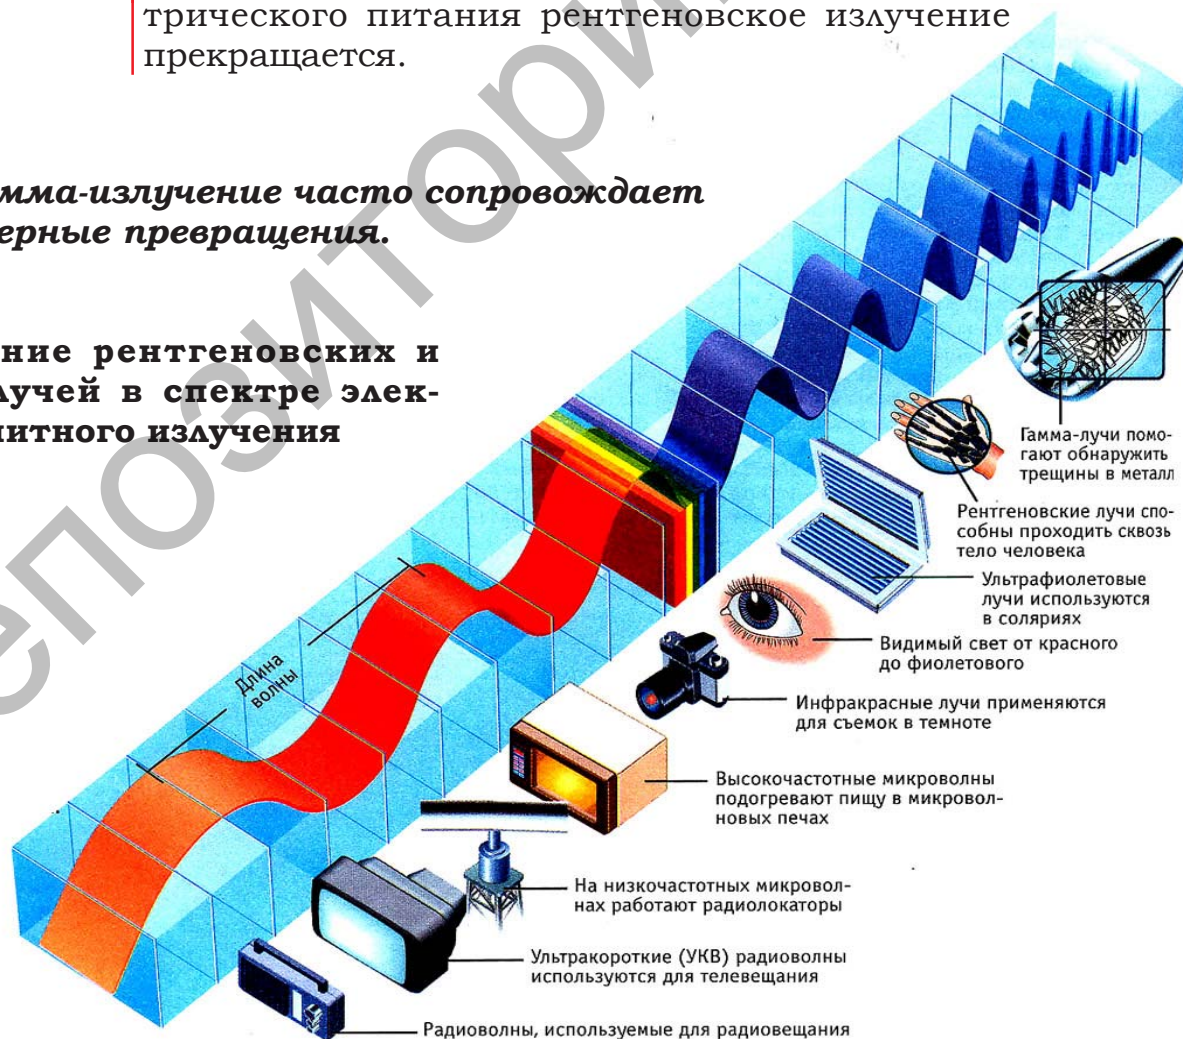 трического питания рентгеновское излучение
прекращается.
мма-излучение часто сопровождает
ерные превращения.
ние рентгеновских и
лучей в спектре элек-
нитного излучения
Длина
волны
Гамма-лучи помо-
гают обнаружить
трещины в металл
Рентгеновские лучи спо-
собны проходить сквозь
тело человека
Ультрафиолетовые
лучи используются
в соляриях
Видимый свет от красного
до фиолетового
Инфракрасные лучи применяются
для съемок в темноте
Высокочастотные микроволны
подогревают пищу в микровол-
новых печах
На низкочастотных микровол-
нах работают радиолокаторы
Ультракороткие (УКВ) радиоволны
используются для телевещания
Радиоволны, используемые для радиовещания
епозитори